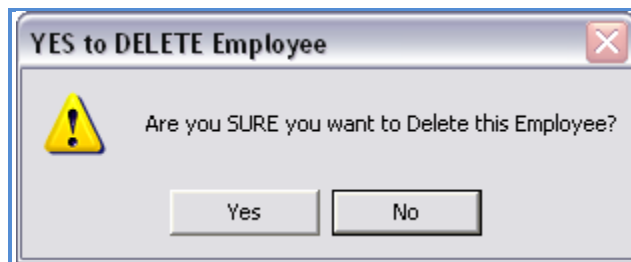 YES to DELETE Employee
Are you SURE you want to Delete this Employee?
Yes
No